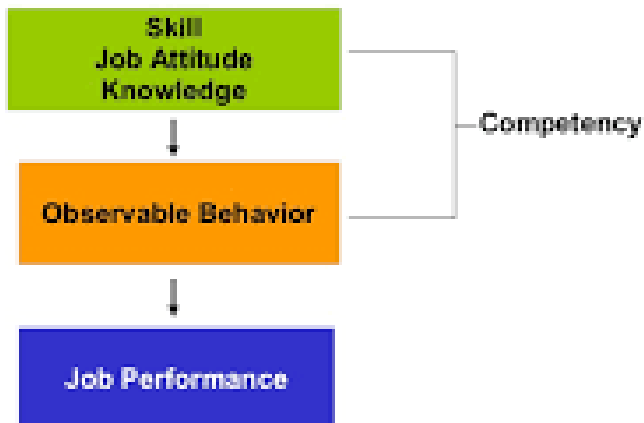 Skill
Job Attitude
Knowledge
Competency
Observable Behavior
Job Performance